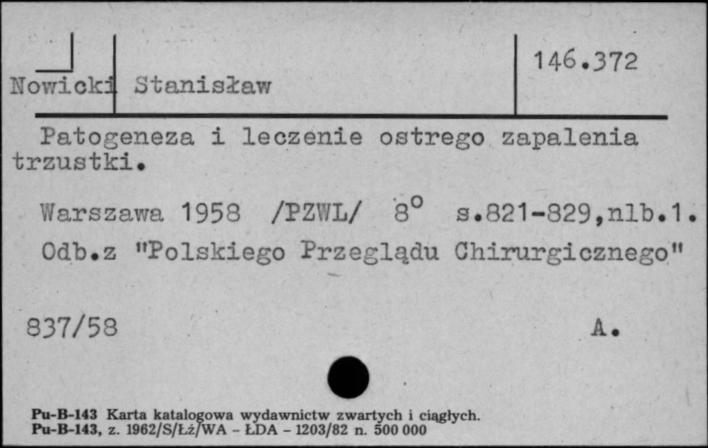 146.372
Nowicki Stanisław
Patogeneza i leczenie ostrego zapalenia
trzustki.
Warszawa 1958 /PZWL/ 8° s.821-829,nlb.1.
Odb.z "Polskiego Przeglądu Chirurgicznego"
837/58 A.
Pu-B-143 Karta katalogowa wydawnictw zwartych i ciągłych.
Pu-B-143, z. 1962/S/Łź/WA - ŁDA - 1203/82 n. 500 000